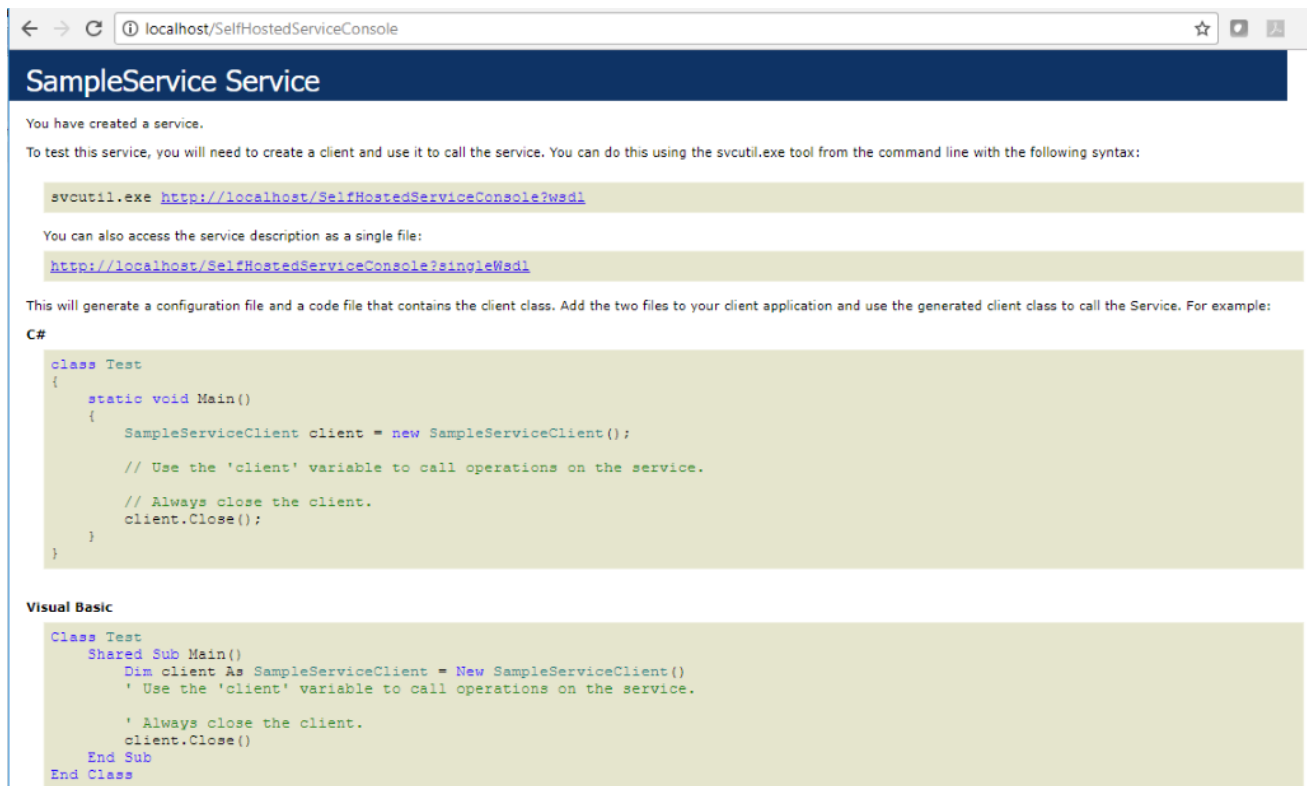 localhost/SelfHostedServiceConsole
SampleService Service
You have created a service.
To test this service, you will need to create a client and use it to call the service. You can do this using the svcutil.exe tool from the command line with the following syntax:
svcutil.exe http://localhost/SelfHostedServiceConsole?wsdl
You can also access the service description as a single file:
http://localhost/SelfHostedServiceConsole?singleWsdl
This will generate a configuration file and a code file that contains the client class. Add the two files to your client application and use the generated client class to call the Service. For example:
C#
class Test
{
    static void Main()
    {
        SampleServiceClient client = new SampleServiceClient();
        // Use the 'client' variable to call operations on the service.
        // Always close the client.
        client.Close();
    }
}
Visual Basic
Class Test
    Shared Sub Main()
        Dim client As SampleServiceClient = New SampleServiceClient()
        ' Use the 'client' variable to call operations on the service.
        ' Always close the client.
        client.Close()
    End Sub
End Class